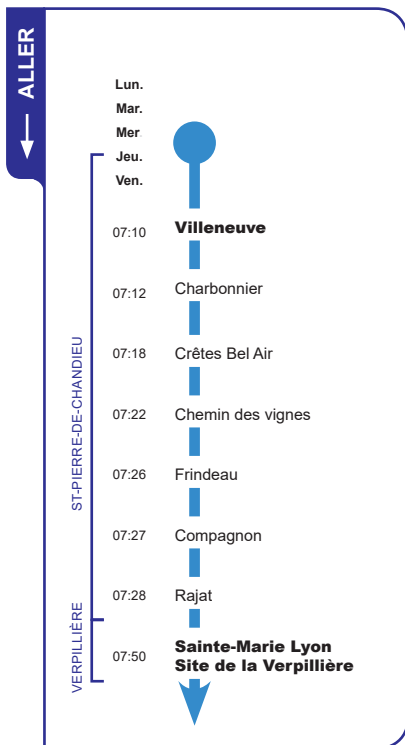 ALLER
Lun.
Mar.
Mer.
Jeu.
Ven.
ST-PIERRE-DE-CHANDIEU
07:10 Villeneuve
07:12 Charbonnier
07:18 Crêtes Bel Air
07:22 Chemin des vignes
07:26 Frindeau
07:27 Compagnon
07:28 Rajat
VERPILLIÈRE
07:50 Sainte-Marie Lyon
Site de la Verpillière